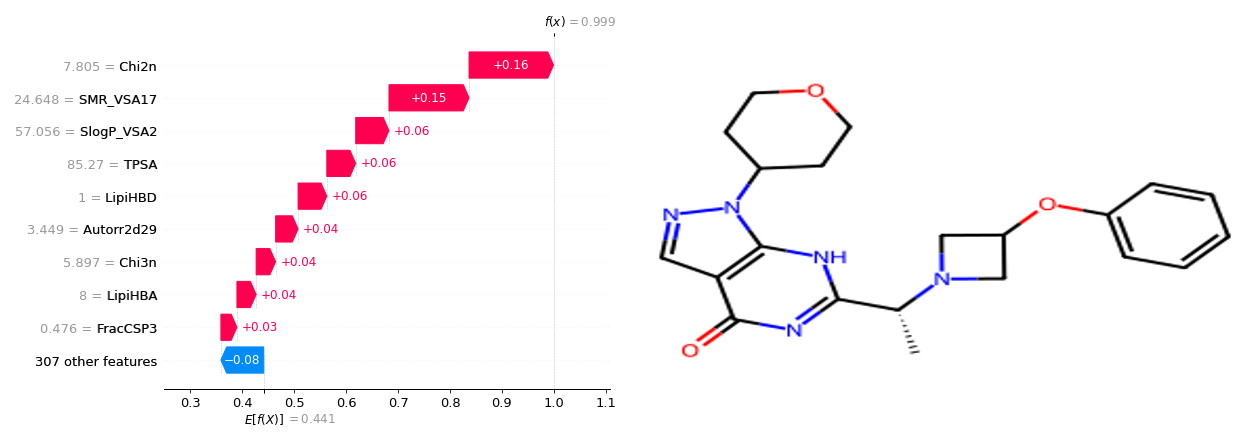 f(x) = 0.999
7.805 = Chi2n
+0.16
24.648 = SMR_VSA17
+0.15
57.056 = SlogP_VSA2
+0.06
85.27 = TPSA
+0.06
1 = LipiHBD
+0.06
3.449 = Autorr2d29
+0.04
5.897 = Chi3n
+0.04
8 = LipiHBA
+0.04
0.476 = FracCSP3
+0.03
307 other features
−0.08
0.3 0.4 0.5 0.6 0.7 0.8 0.9 1.0 1.1
E[f(X)] = 0.441
O
N N
O
NH
N
N
O